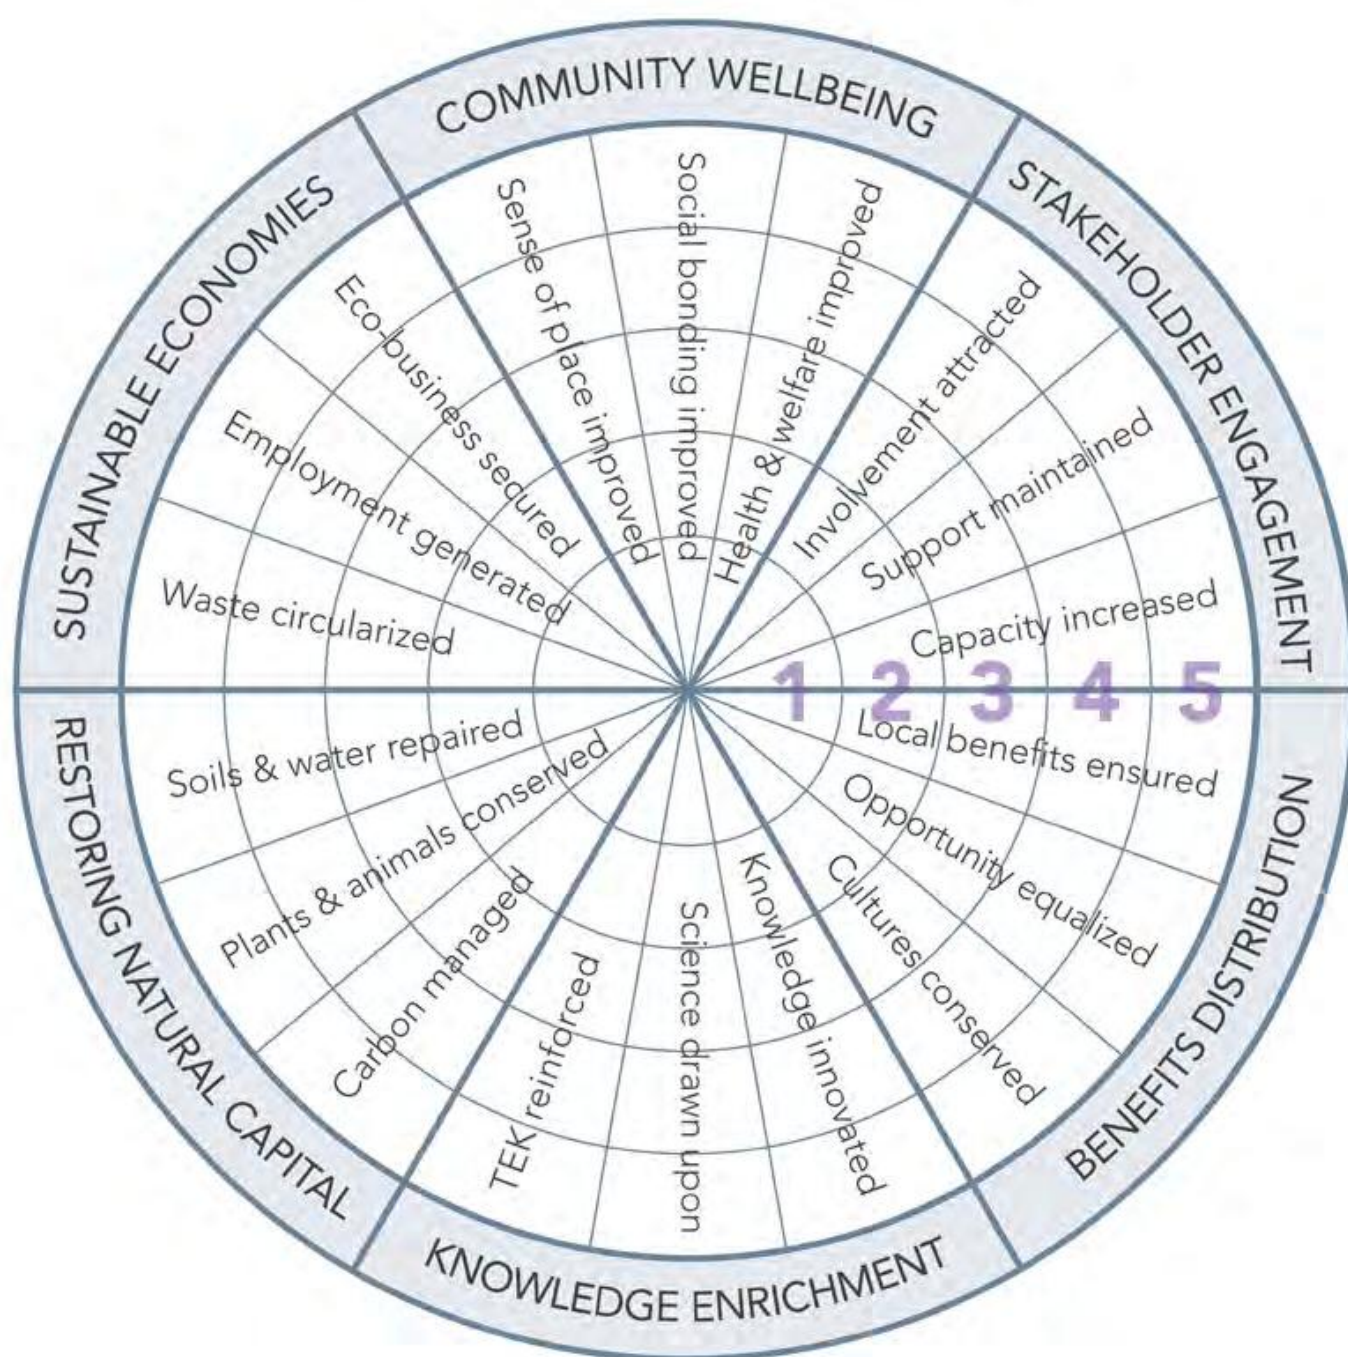 COMMUNITY WELLBEING
Sense of place improved
Social bonding improved
Health & welfare improved
STAKEHOLDER ENGAGEMENT
Involvement attracted
Support maintained
Capacity increased
1 2 3 4 5
BENEFITS DISTRIBUTION
Local benefits ensured
Opportunity equalized
Cultures conserved
KNOWLEDGE ENRICHMENT
Knowledge innovated
Science drawn upon
TEK reinforced
RESTORING NATURAL CAPITAL
Carbon managed
Plants & animals conserved
Soils & water repaired
SUSTAINABLE ECONOMIES
Waste circularized
Employment generated
Eco-business secured